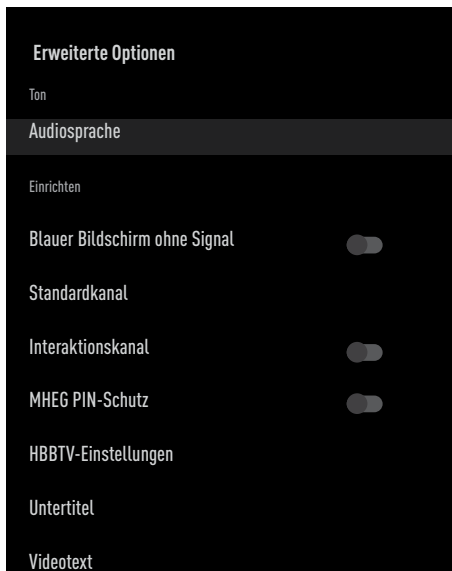 Erweiterte Optionen
Ton
Audiosprache
Einrichten
Blauer Bildschirm ohne Signal
Standardkanal
Interaktionskanal
MHEG PIN-Schutz
HBBTV-Einstellungen
Untertitel
Videotext